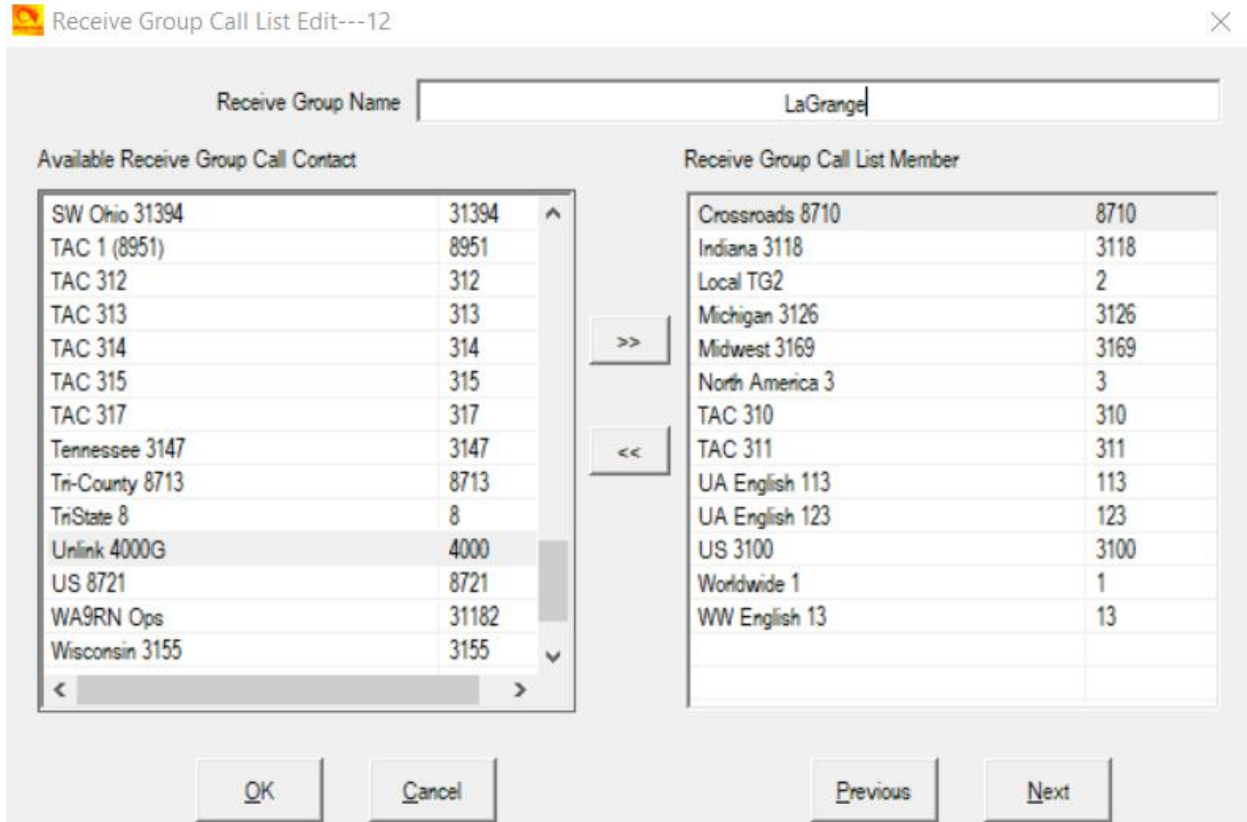 Receive Group Call List Edit---12
Receive Group Name
LaGrange
Available Receive Group Call Contact
SW Ohio 31394 31394
TAC 1 (8951) 8951
TAC 312 312
TAC 313 313
TAC 314 314
TAC 315 315
TAC 317 317
Tennessee 3147 3147
Tri-County 8713 8713
TriState 8 8
Unlink 4000G 4000
US 8721 8721
WA9RN Ops 31182
Wisconsin 3155 3155
>>
<<
Receive Group Call List Member
Crossroads 8710 8710
Indiana 3118 3118
Local TG2 2
Michigan 3126 3126
Midwest 3169 3169
North America 3 3
TAC 310 310
TAC 311 311
UA English 113 113
UA English 123 123
US 3100 3100
Worldwide 1 1
WW English 13 13
OK
Cancel
Previous
Next